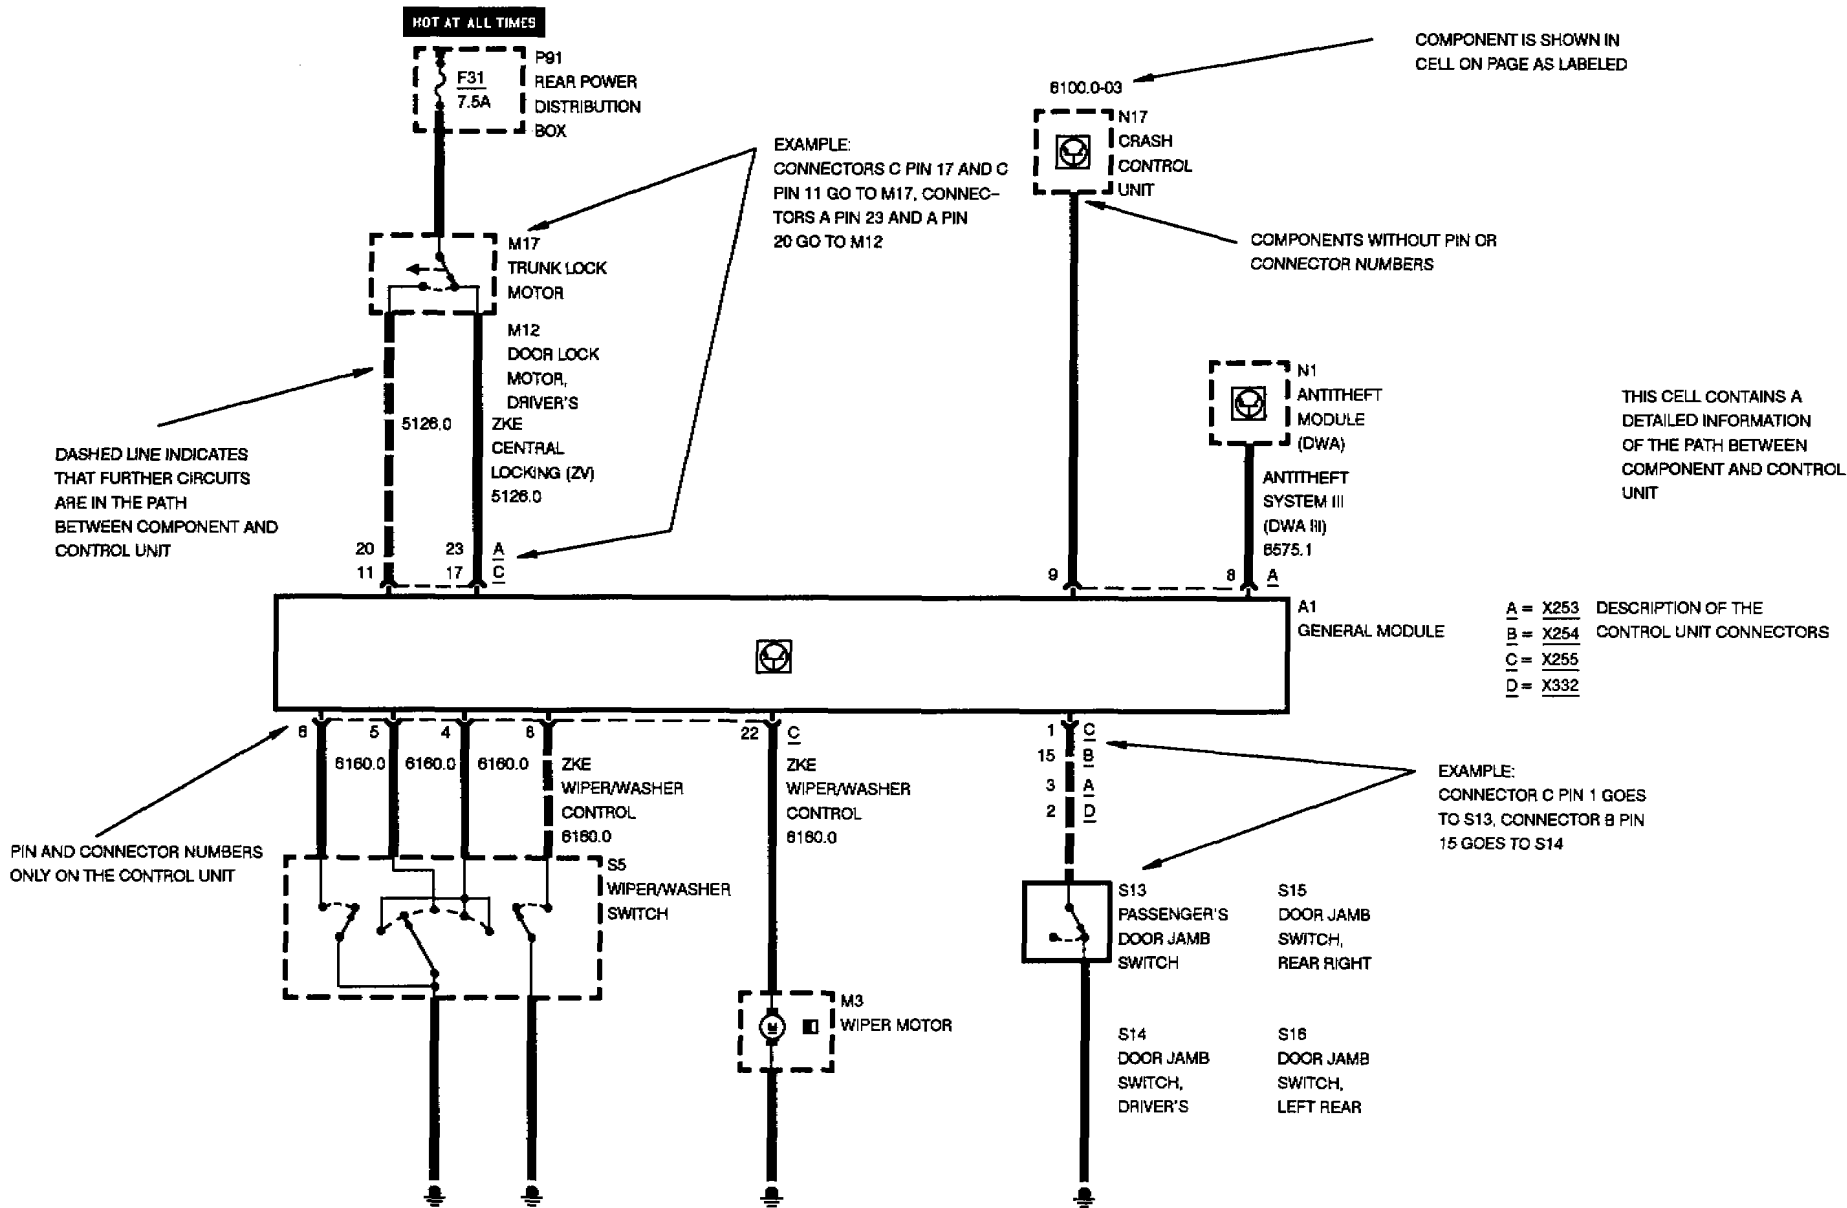 HOT AT ALL TIMES
P91
REAR POWER
DISTRIBUTION
BOX
F31
7.5A
COMPONENT IS SHOWN IN
CELL ON PAGE AS LABELED
6100.0-03
N17
CRASH
CONTROL
UNIT
EXAMPLE:
CONNECTORS C PIN 17 AND C
PIN 11 GO TO M17, CONNEC-
TORS A PIN 23 AND A PIN
20 GO TO M12
COMPONENTS WITHOUT PIN OR
CONNECTOR NUMBERS
M17
TRUNK LOCK
MOTOR
M12
DOOR LOCK
MOTOR,
DRIVER'S
5126.0
ZKE
CENTRAL
LOCKING (ZV)
5126.0
DASHED LINE INDICATES
THAT FURTHER CIRCUITS
ARE IN THE PATH
BETWEEN COMPONENT AND
CONTROL UNIT
N1
ANTITHEFT
MODULE
(DWA)
ANTITHEFT
SYSTEM III
(DWA III)
6575.1
THIS CELL CONTAINS A
DETAILED INFORMATION
OF THE PATH BETWEEN
COMPONENT AND CONTROL
UNIT
20 23 A
11 17 C
9 8 A
A1
GENERAL MODULE
A = X253 DESCRIPTION OF THE
B = X254 CONTROL UNIT CONNECTORS
C = X255
D = X332
6 5 4 6 22 C
1 C
15 B
3 A
2 D
6160.0 6160.0 6160.0
ZKE
WIPER/WASHER
CONTROL
6160.0
ZKE
WIPER/WASHER
CONTROL
6160.0
EXAMPLE:
CONNECTOR C PIN 1 GOES
TO S13, CONNECTOR B PIN
15 GOES TO S14
PIN AND CONNECTOR NUMBERS
ONLY ON THE CONTROL UNIT
S5
WIPER/WASHER
SWITCH
S13
PASSENGER'S
DOOR JAMB
SWITCH
S15
DOOR JAMB
SWITCH,
REAR RIGHT
M
M3
WIPER MOTOR
S14
DOOR JAMB
SWITCH,
DRIVER'S
S16
DOOR JAMB
SWITCH,
LEFT REAR